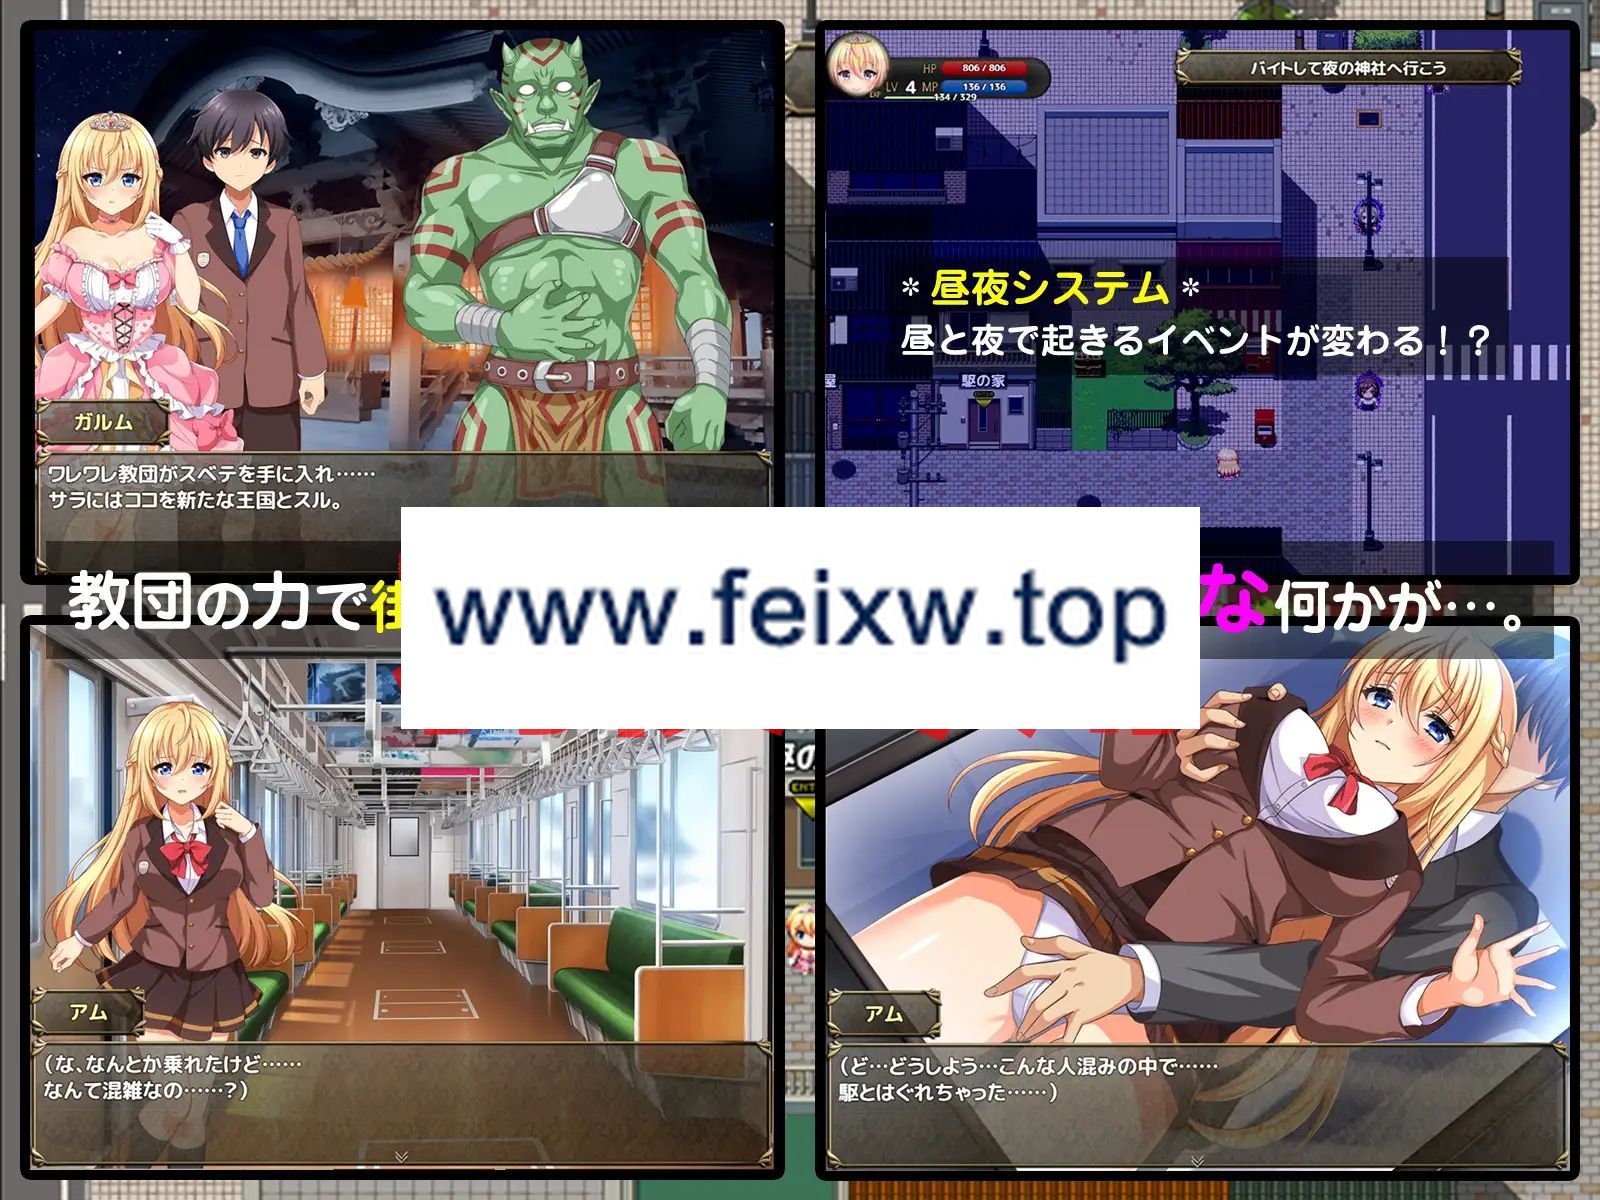 HP 806 / 806
LV 4 MP 136 / 136
EXP 134 / 329
バイトして夜の神社へ行こう
* 昼夜システム *
昼と夜で起きるイベントが変わる！？
駆の家
ENTER
ガルム
ワレワレ教団がスベテを手に入れ……
サラにはココを新たな王国とスル。
教団の力で街
な何かが…。
www.feixw.top
アム
（な、なんとか乗れたけど……
なんて混雑なの……？）
アム
（ど…どうしよう…こんな人混みの中で……
駆とはぐれちゃった……）